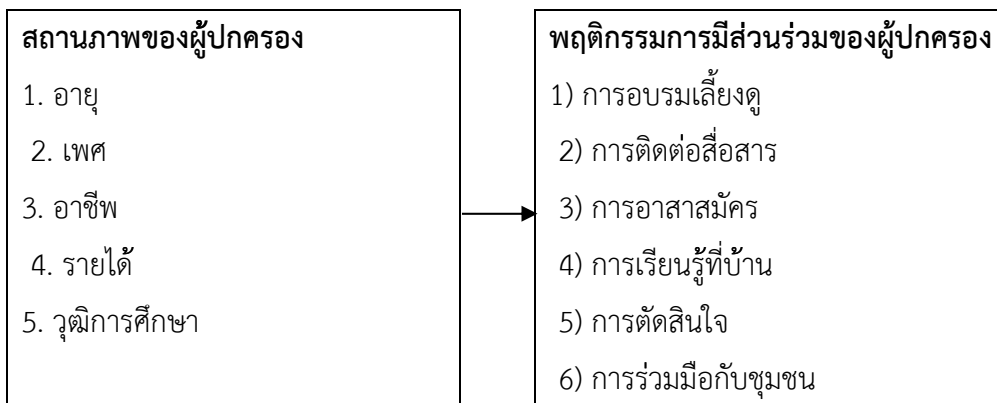 สถานภาพของผู้ปกครอง
1. อายุ
2. เพศ
3. อาชีพ
4. รายได้
5. วุฒิการศึกษา
พฤติกรรมการมีส่วนร่วมของผู้ปกครอง
1) การอบรมเลี้ยงดู
2) การติดต่อสื่อสาร
3) การอาสาสมัคร
4) การเรียนรู้ที่บ้าน
5) การตัดสินใจ
6) การร่วมมือกับชุมชน